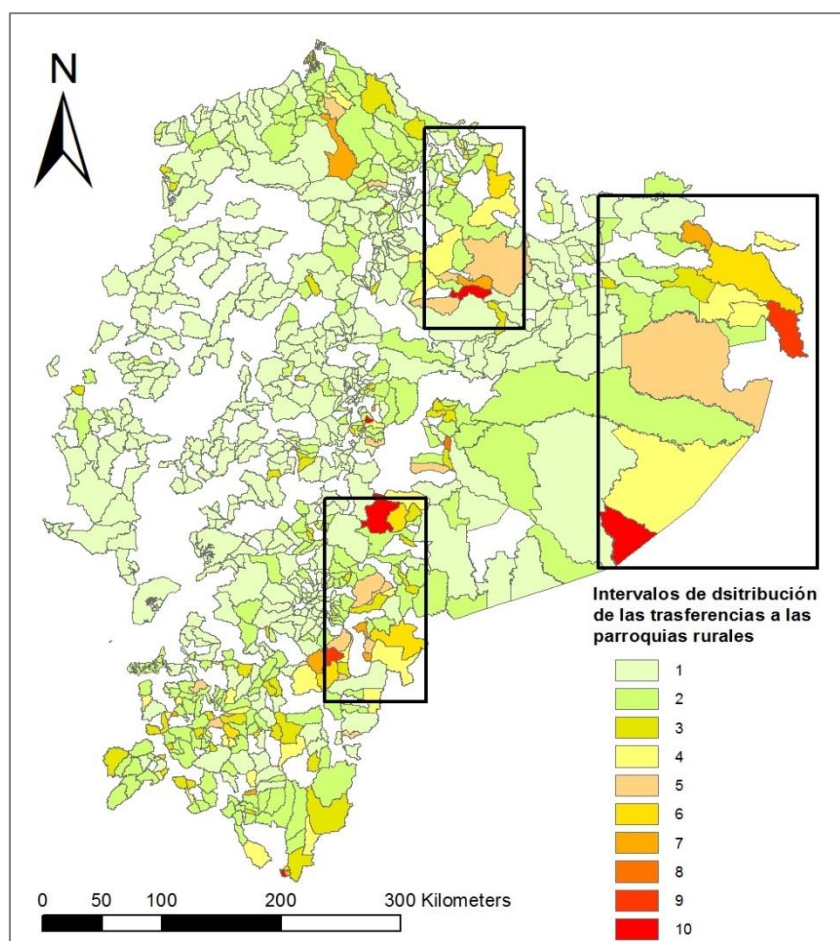 N
Intervalos de dsitribución
de las trasferencias a las
parroquias rurales
1
2
3
4
5
6
7
8
9
10
0 50 100 200 300 Kilometers